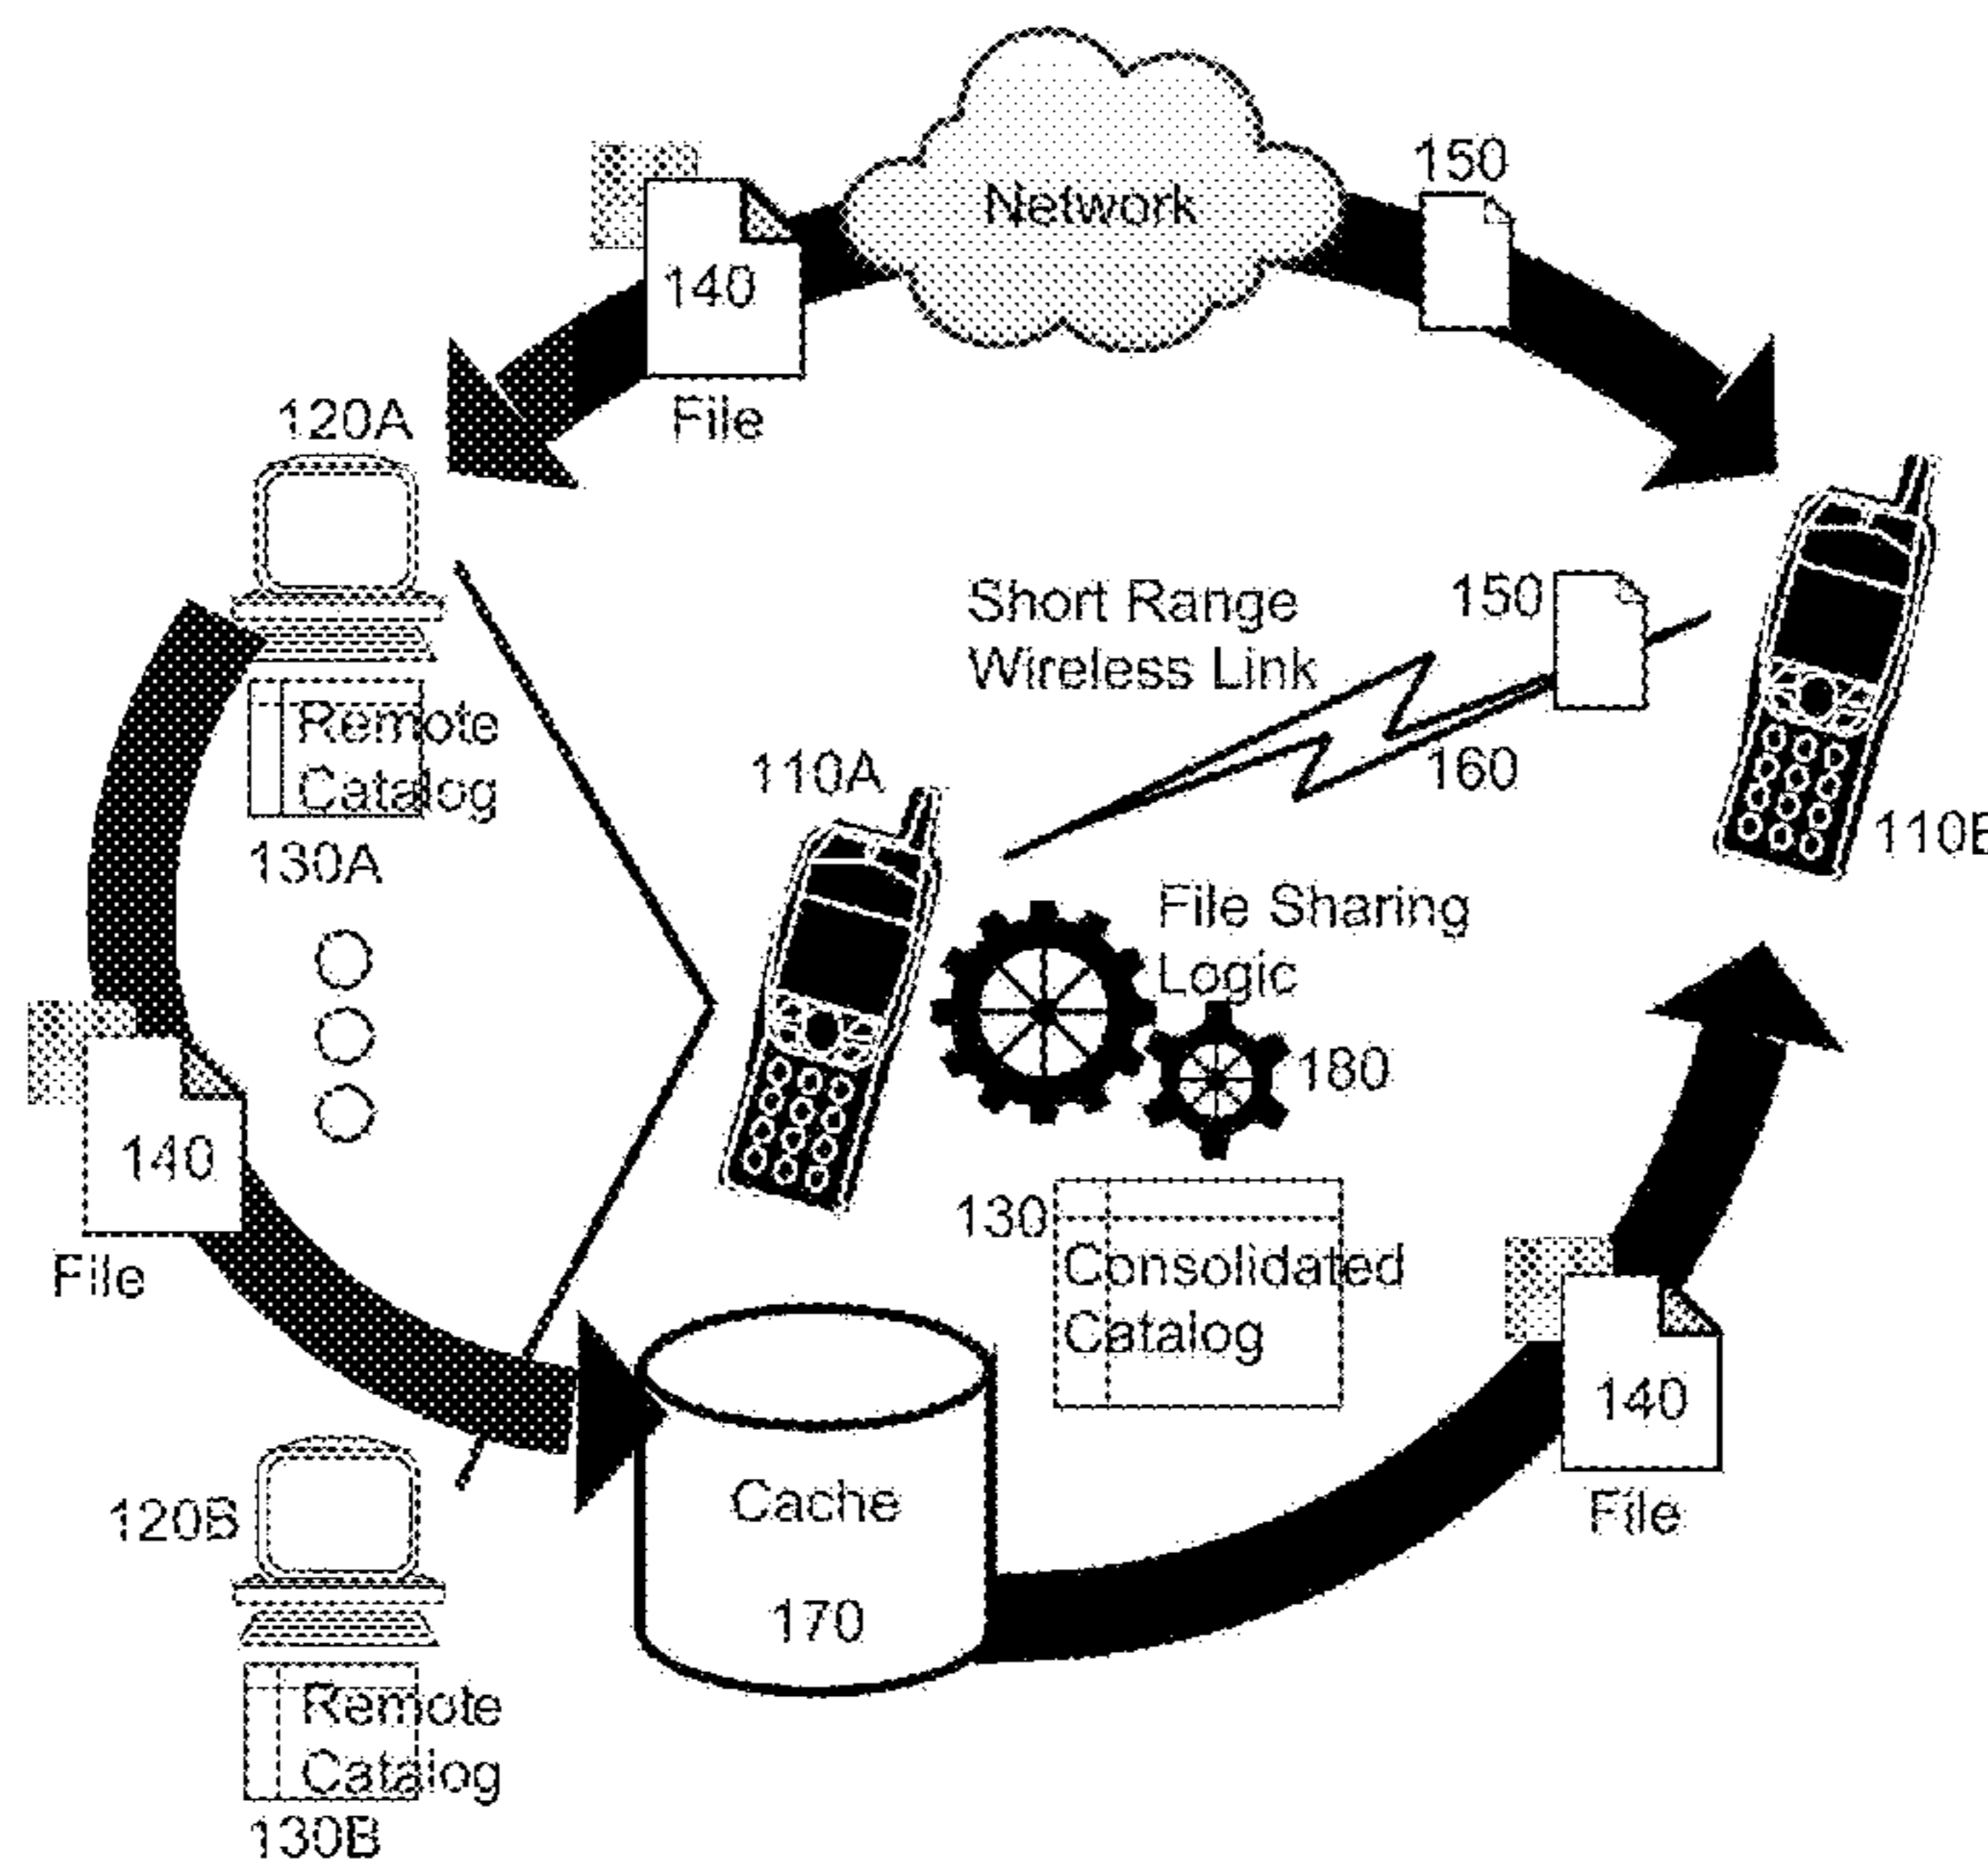 Network
150
140
File
120A
Short Range
Wireless Link
150
160
Remote
Catalog
130A
110A
110B
File Sharing
Logic
180
140
File
130
Consolidated
Catalog
140
File
Cache
170
120B
Remote
Catalog
130B